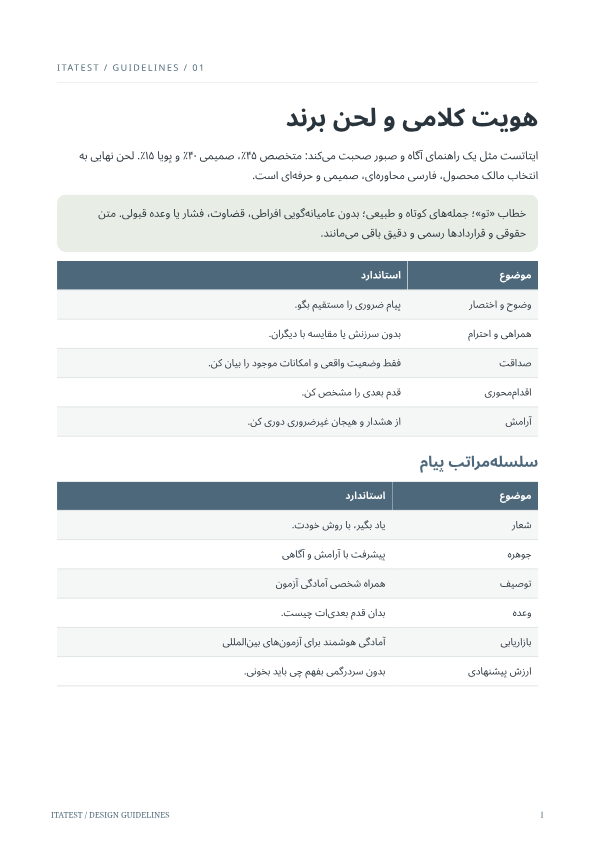 ITATEST / GUIDELINES / 01
هویت کلامی و لحن برند
ایتاتست مثل یک راهنمای آگاه و صبور صحبت می‌کند: متخصص ۴۵٪، صمیمی ۴۰٪ و پویا ۱۵٪. لحن نهایی به
انتخاب مالک محصول، فارسی محاوره‌ای، صمیمی و حرفه‌ای است.
خطاب «تو»؛ جمله‌های کوتاه و طبیعی؛ بدون عامیانه‌گویی افراطی، قضاوت، فشار یا وعده قبولی. متن
حقوقی و قراردادها رسمی و دقیق باقی می‌مانند.
موضوع استاندارد
وضوح و اختصار پیام ضروری را مستقیم بگو.
همراهی و احترام بدون سرزنش یا مقایسه با دیگران.
صداقت فقط وضعیت واقعی و امکانات موجود را بیان کن.
اقدام‌محوری قدم بعدی را مشخص کن.
آرامش از هشدار و هیجان غیرضروری دوری کن.
سلسله‌مراتب پیام
موضوع استاندارد
شعار یاد بگیر، با روش خودت.
جوهره پیشرفت با آرامش و آگاهی
توصیف همراه شخصی آمادگی آزمون
وعده بدان قدم بعدی‌ات چیست.
بازاریابی آمادگی هوشمند برای آزمون‌های بین‌المللی
ارزش پیشنهادی بدون سردرگمی بفهم چی باید بخونی.
ITATEST / DESIGN GUIDELINES 1